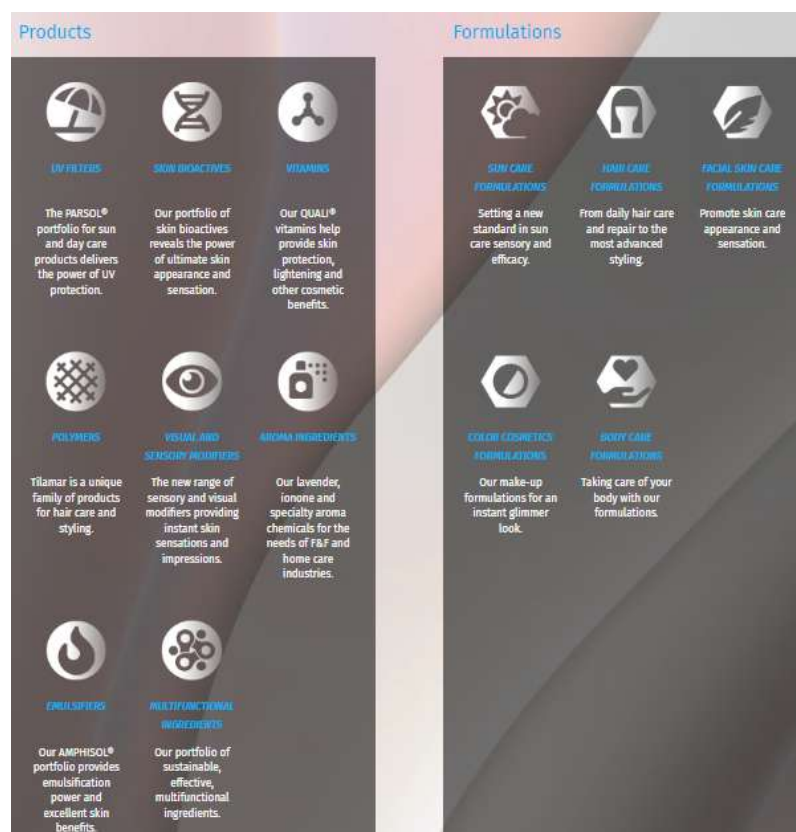 Products
UV FILTERS
The PARSOL®
portfolio for sun
and day care
products delivers
the power of UV
protection.
SKIN BIOACTIVES
Our portfolio of
skin bioactives
reveals the power
of ultimate skin
appearance and
sensation.
VITAMINS
Our QUALI®
vitamins help
provide skin
protection,
lightening and
other cosmetic
benefits.
POLYMERS
Tilamar is a unique
family of products
for hair care and
styling.
VISUAL AND
SENSORY MODIFIERS
The new range of
sensory and visual
modifiers providing
instant skin
sensations and
impressions.
AROMA INGREDIENTS
Our lavender,
ionone and
specialty aroma
chemicals for the
needs of F&F and
home care
industries.
EMULSIFIERS
Our AMPHISOL®
portfolio provides
emulsification
power and
excellent skin
benefits.
MULTIFUNCTIONAL
INGREDIENTS
Our portfolio of
sustainable,
effective,
multifunctional
ingredients.
Formulations
SUN CARE
FORMULATIONS
Setting a new
standard in sun
care sensory and
efficacy.
HAIR CARE
FORMULATIONS
From daily hair care
and repair to the
most advanced
styling.
FACIAL SKIN CARE
FORMULATIONS
Promote skin care
appearance and
sensation.
COLOR COSMETICS
FORMULATIONS
Our make-up
formulations for an
instant glimmer
look.
BODY CARE
FORMULATIONS
Taking care of your
body with our
formulations.